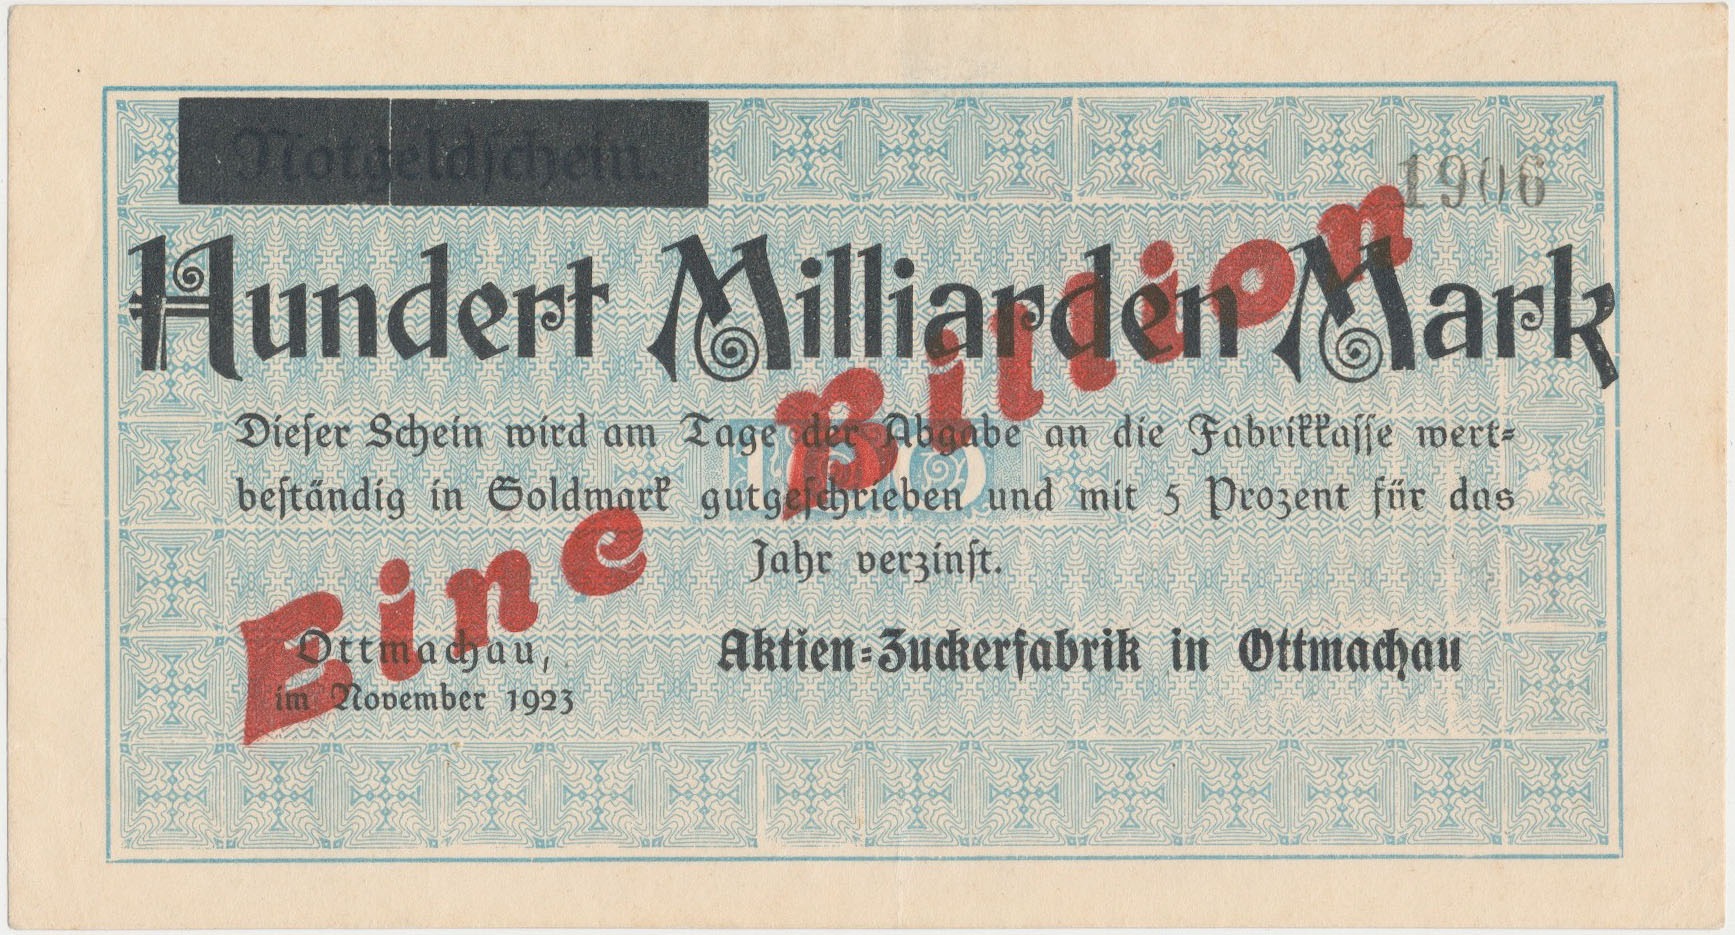 Notgeldschein.
1906
Hundert Milliarden Mark
Eine Billion
Dieser Schein wird am Tage der Abgabe an die Fabrikkasse wert-
beständig in Goldmark gutgeschrieben und mit 5 Prozent für das
Jahr verzinst.
Ottmachau,
im November 1923
Aktien-Zuckerfabrik in Ottmachau